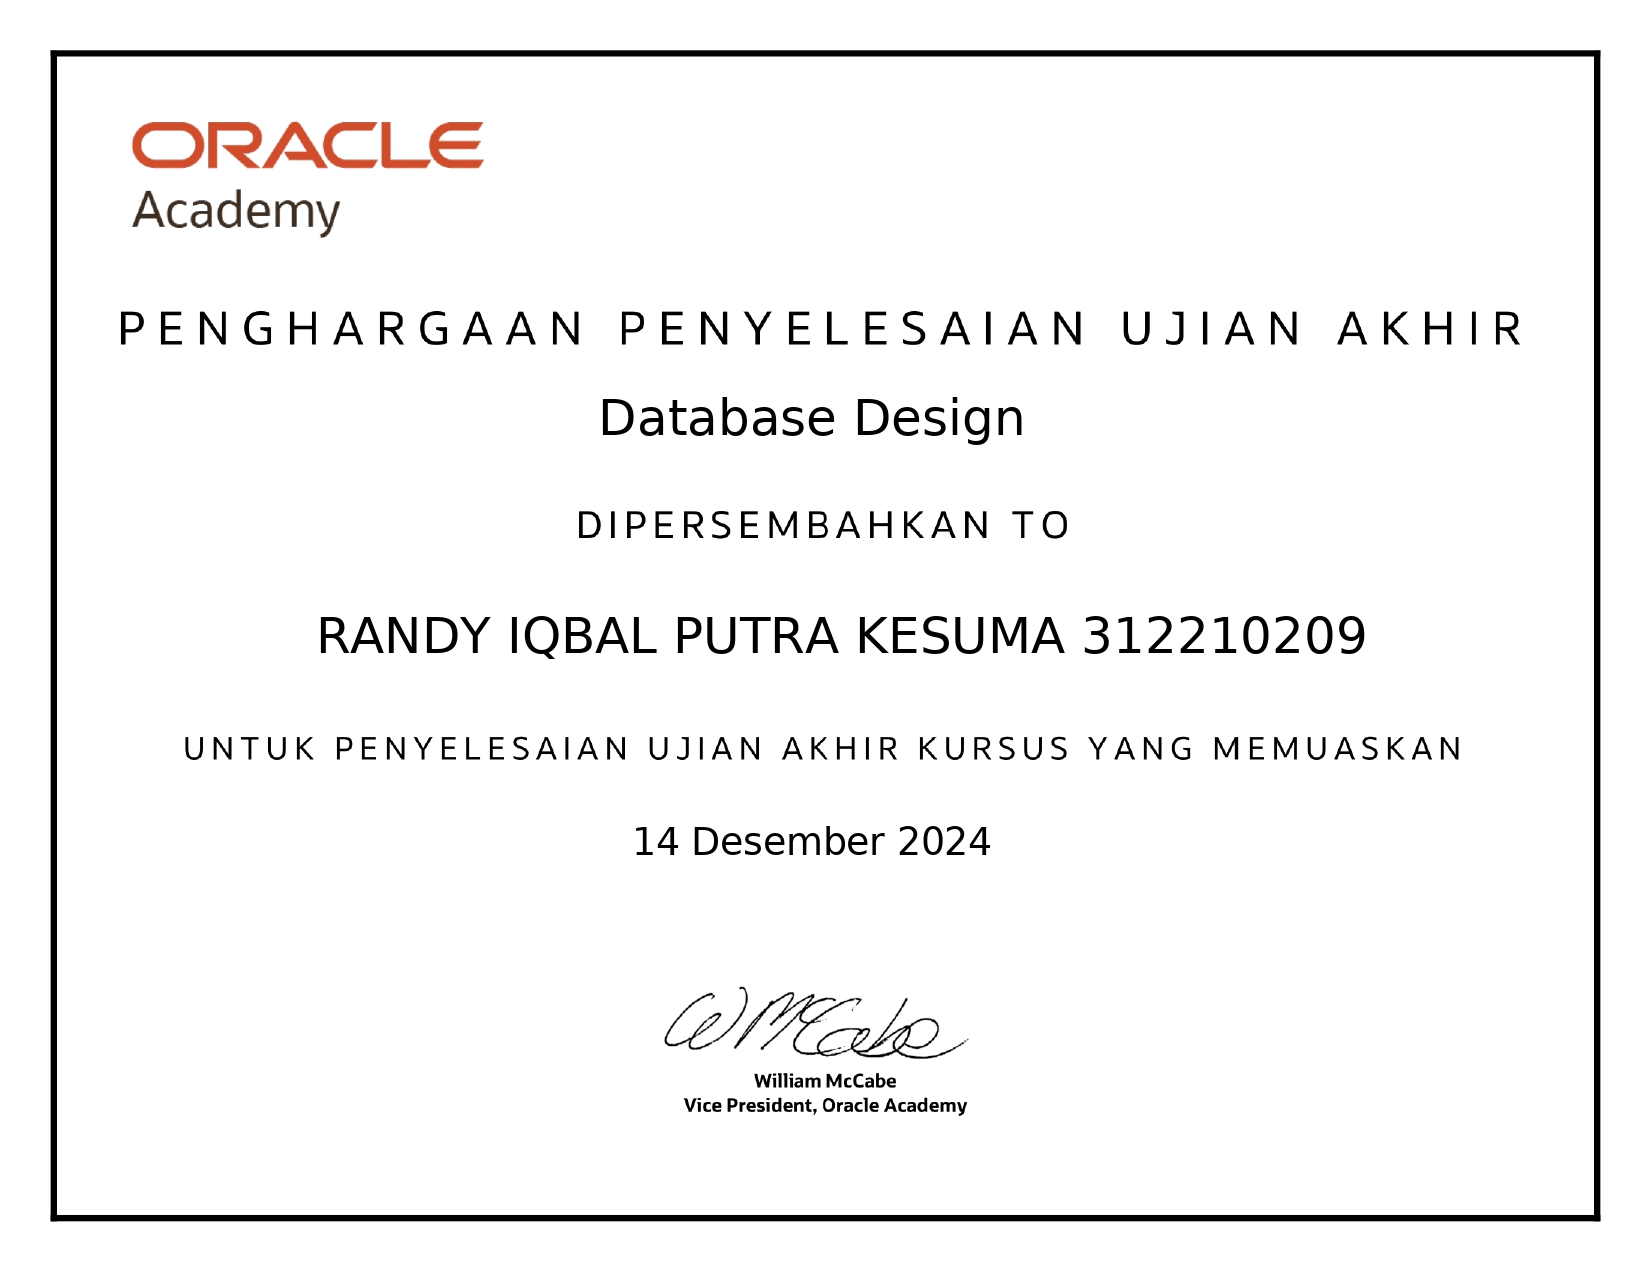 ORACLE
Academy
PENGHARGAAN PENYELESAIAN UJIAN AKHIR
Database Design
DIPERSEMBAHKAN TO
RANDY IQBAL PUTRA KESUMA 312210209
UNTUK PENYELESAIAN UJIAN AKHIR KURSUS YANG MEMUASKAN
14 Desember 2024
WMcCabe
William McCabe
Vice President, Oracle Academy